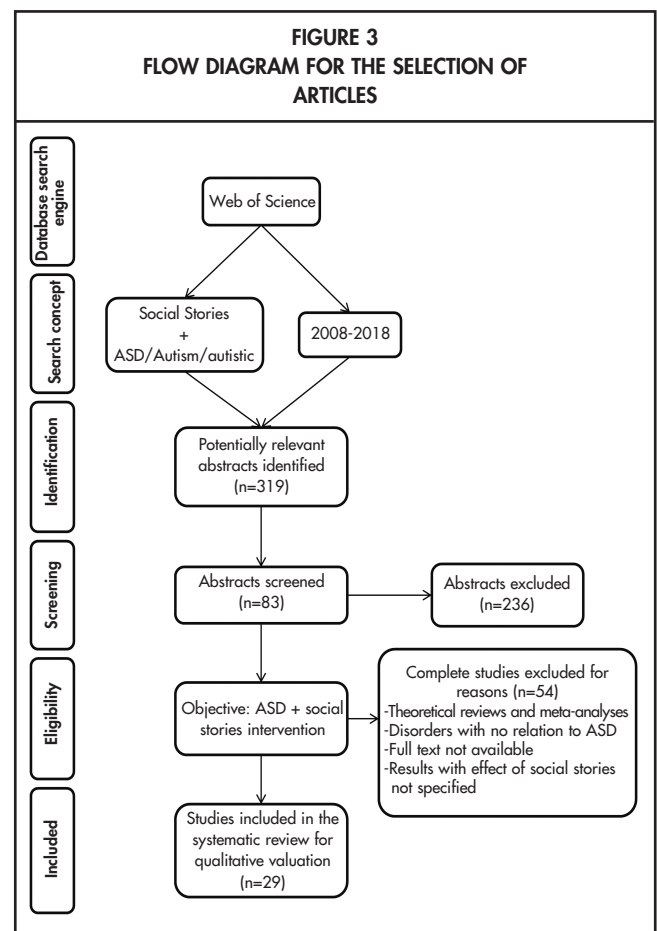 FIGURE 3
FLOW DIAGRAM FOR THE SELECTION OF
ARTICLES
Database search
engine
Web of Science
Search concept
Social Stories
+
ASD/Autism/autistic
2008-2018
Identification
Potentially relevant
abstracts identified
(n=319)
Screening
Abstracts screened
(n=83)
Abstracts excluded
(n=236)
Eligibility
Objective: ASD + social
stories intervention
Complete studies excluded for
reasons (n=54)
-Theoretical reviews and meta-analyses
-Disorders with no relation to ASD
-Full text not available
-Results with effect of social stories
not specified
Included
Studies included in the
systematic review for
qualitative valuation
(n=29)